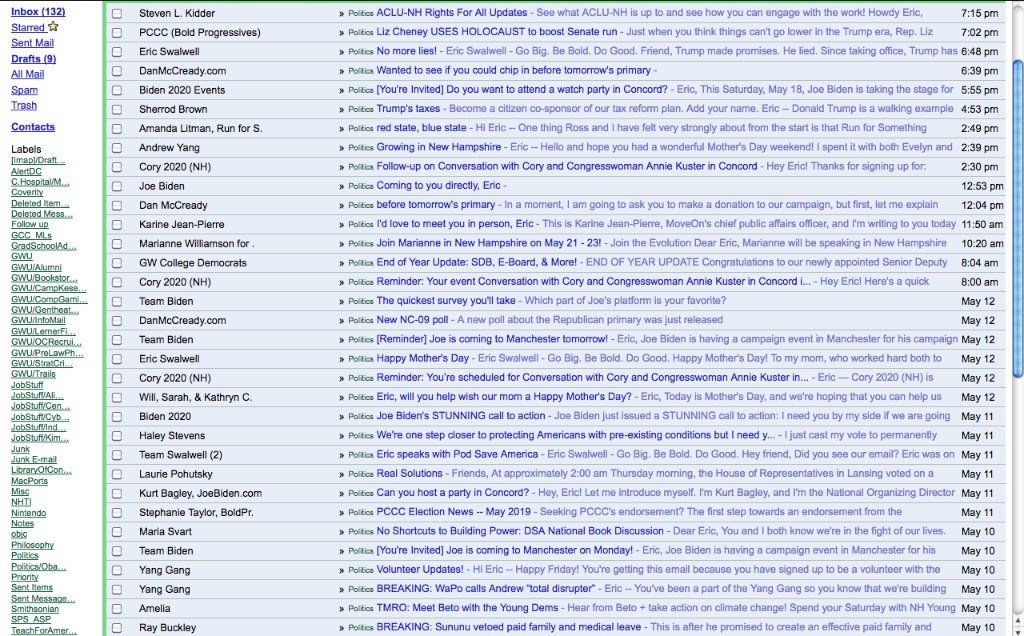 Inbox (132)
Starred
Sent Mail
Drafts (9)
All Mail
Spam
Trash
Contacts
Labels
[Imap]/Draft...
AlertDC
C.Hospital/M...
Coverity
Deleted Item...
Deleted Mess...
Follow up
GCC_MLs
GradSchoolAd...
GWU
GWU/Alumni
GWU/Bookstor...
GWU/CampKese...
GWU/CompGami...
GWU/Gentheat...
GWU/InfoMail
GWU/LernerFi...
GWU/OCRecrui...
GWU/PreLawPh...
GWU/StratCri...
GWU/Trails
JobStuff
JobStuff/Ali...
JobStuff/Cen...
JobStuff/Cyb...
JobStuff/Ind...
JobStuff/Kim...
Junk
Junk E-mail
LibraryOfCon...
MacPorts
Misc
NHTI
Nintendo
Notes
objc
Philosophy
Politics
Politics/Oba...
Priority
Sent Items
Sent Message...
Smithsonian
SPS_ASP
TeachForAmer...
Steven L. Kidder » Politics ACLU-NH Rights For All Updates - See what ACLU-NH is up to and see how you can engage with the work! Howdy Eric, 7:15 pm
PCCC (Bold Progressives) » Politics Liz Cheney USES HOLOCAUST to boost Senate run - Just when you think things can't go lower in the Trump era, Rep. Liz 7:02 pm
Eric Swalwell » Politics No more lies! - Eric Swalwell - Go Big. Be Bold. Do Good. Friend, Trump made promises. He lied. Since taking office, Trump has 6:48 pm
DanMcCready.com » Politics Wanted to see if you could chip in before tomorrow's primary - 6:39 pm
Biden 2020 Events » Politics [You're Invited] Do you want to attend a watch party in Concord? - Eric, This Saturday, May 18, Joe Biden is taking the stage for 5:55 pm
Sherrod Brown » Politics Trump's taxes - Become a citizen co-sponsor of our tax reform plan. Add your name. Eric -- Donald Trump is a walking example 4:53 pm
Amanda Litman, Run for S. » Politics red state, blue state - Hi Eric -- One thing Ross and I have felt very strongly about from the start is that Run for Something 2:49 pm
Andrew Yang » Politics Growing in New Hampshire - Eric -- Hello and hope you had a wonderful Mother's Day weekend! I spent it with both Evelyn and 2:39 pm
Cory 2020 (NH) » Politics Follow-up on Conversation with Cory and Congresswoman Annie Kuster in Concord - Hey Eric! Thanks for signing up for: 2:30 pm
Joe Biden » Politics Coming to you directly, Eric - 12:53 pm
Dan McCready » Politics before tomorrow's primary - In a moment, I am going to ask you to make a donation to our campaign, but first, let me explain 12:04 pm
Karine Jean-Pierre » Politics I'd love to meet you in person, Eric - This is Karine Jean-Pierre, MoveOn's chief public affairs officer, and I'm writing to you today 11:50 am
Marianne Williamson for . » Politics Join Marianne in New Hampshire on May 21 - 23! - Join the Evolution Dear Eric, Marianne will be speaking in New Hampshire 10:20 am
GW College Democrats » Politics End of Year Update: SDB, E-Board, & More! - END OF YEAR UPDATE Congratulations to our newly appointed Senior Deputy 8:04 am
Cory 2020 (NH) » Politics Reminder: Your event Conversation with Cory and Congresswoman Annie Kuster in Concord i... - Hey Eric! Here's a quick 8:00 am
Team Biden » Politics The quickest survey you'll take - Which part of Joe's platform is your favorite? May 12
DanMcCready.com » Politics New NC-09 poll - A new poll about the Republican primary was just released May 12
Team Biden » Politics [Reminder] Joe is coming to Manchester tomorrow! - Eric, Joe Biden is having a campaign event in Manchester for his campaign May 12
Eric Swalwell » Politics Happy Mother's Day - Eric Swalwell - Go Big. Be Bold. Do Good. Happy Mother's Day! To my mom, who worked hard both to May 12
Cory 2020 (NH) » Politics Reminder: You're scheduled for Conversation with Cory and Congresswoman Annie Kuster in... - Eric — Cory 2020 (NH) is May 12
Will, Sarah, & Kathryn C. » Politics Eric, will you help wish our mom a Happy Mother's Day? - Eric, Today is Mother's Day, and we're hoping that you can help us May 12
Biden 2020 » Politics Joe Biden's STUNNING call to action - Joe Biden just issued a STUNNING call to action: I need you by my side if we are going May 11
Haley Stevens » Politics We're one step closer to protecting Americans with pre-existing conditions but I need y... - I just cast my vote to permanently May 11
Team Swalwell (2) » Politics Eric speaks with Pod Save America - Eric Swalwell - Go Big. Be Bold. Do Good. Hey friend, Did you see our email? Eric was on May 11
Laurie Pohutsky » Politics Real Solutions - Friends, At approximately 2:00 am Thursday morning, the House of Representatives in Lansing voted on a May 11
Kurt Bagley, JoeBiden.com » Politics Can you host a party in Concord? - Hey, Eric! Let me introduce myself. I'm Kurt Bagley, and I'm the National Organizing Director May 11
Stephanie Taylor, BoldPr. » Politics PCCC Election News -- May 2019 - Seeking PCCC's endorsement? The first step towards an endorsement from the May 11
Maria Svart » Politics No Shortcuts to Building Power: DSA National Book Discussion - Dear Eric, You and I both know we're in the fight of our lives. May 10
Team Biden » Politics [You're Invited] Joe is coming to Manchester on Monday! - Eric, Joe Biden is having a campaign event in Manchester for his May 10
Yang Gang » Politics Volunteer Updates! - Hi Eric -- Happy Friday! You're getting this email because you have signed up to be a volunteer with the May 10
Yang Gang » Politics BREAKING: WaPo calls Andrew "total disrupter" - Eric -- You've been a part of the Yang Gang so you know that we're building May 10
Amelia » Politics TMRO: Meet Beto with the Young Dems - Hear from Beto + take action on climate change! Spend your Saturday with NH Young May 10
Ray Buckley » Politics BREAKING: Sununu vetoed paid family and medical leave - This is after he promised to create an effective paid family and May 10